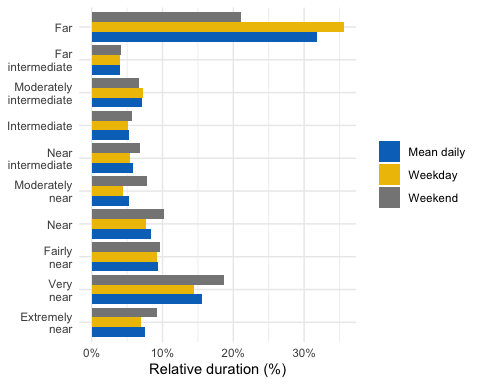 Far
Far
intermediate
Moderately
intermediate
Intermediate
Near
intermediate
Moderately
near
Near
Fairly
near
Very
near
Extremely
near
0%
10%
20%
30%
Relative duration (%)
Mean daily
Weekday
Weekend